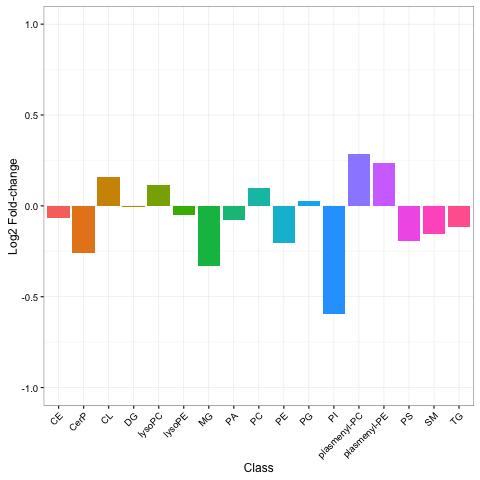 Log2 Fold-change
1.0
0.5
0.0
-0.5
-1.0
CE
CerP
CL
DG
lysoPC
lysoPE
MG
PA
PC
PE
PG
PI
plasmenyl-PC
plasmenyl-PE
PS
SM
TG
Class